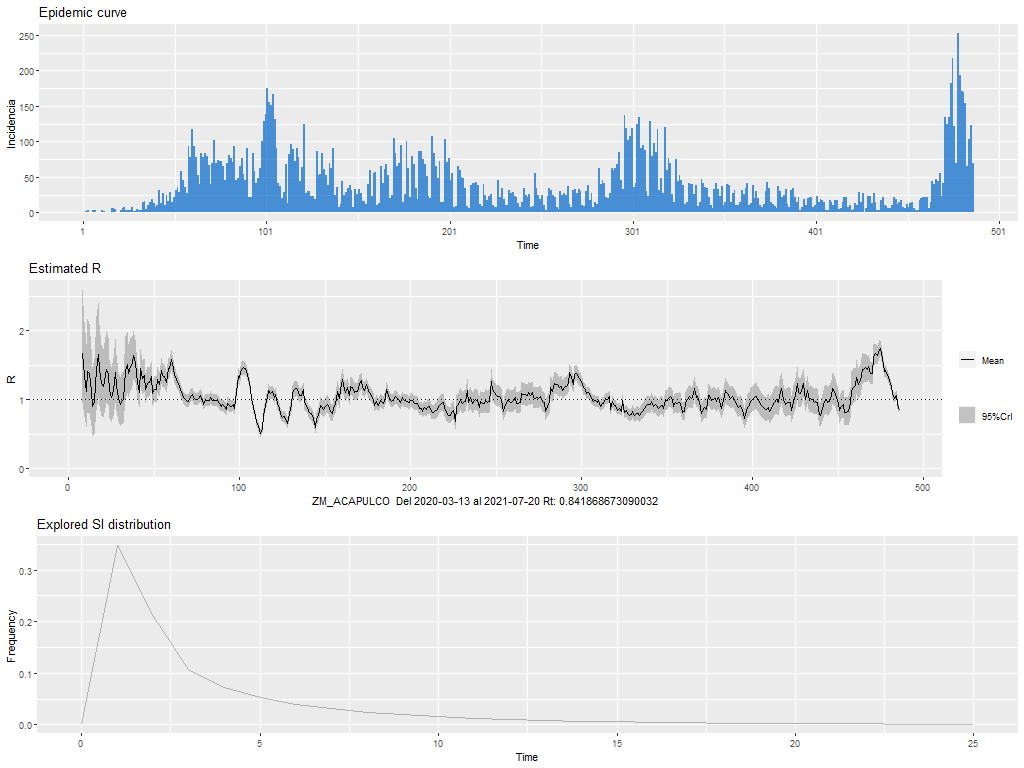 Epidemic curve
Incidencia
250
200
150
100
50
0
1
101
201
301
401
501
Time
Estimated R
R
2
1
0
Mean
95%CrI
0
100
200
300
400
500
ZM_ACAPULCO Del 2020-03-13 al 2021-07-20 Rt: 0.841868673090032
Explored SI distribution
Frequency
0.3
0.2
0.1
0.0
0
5
10
15
20
25
Time